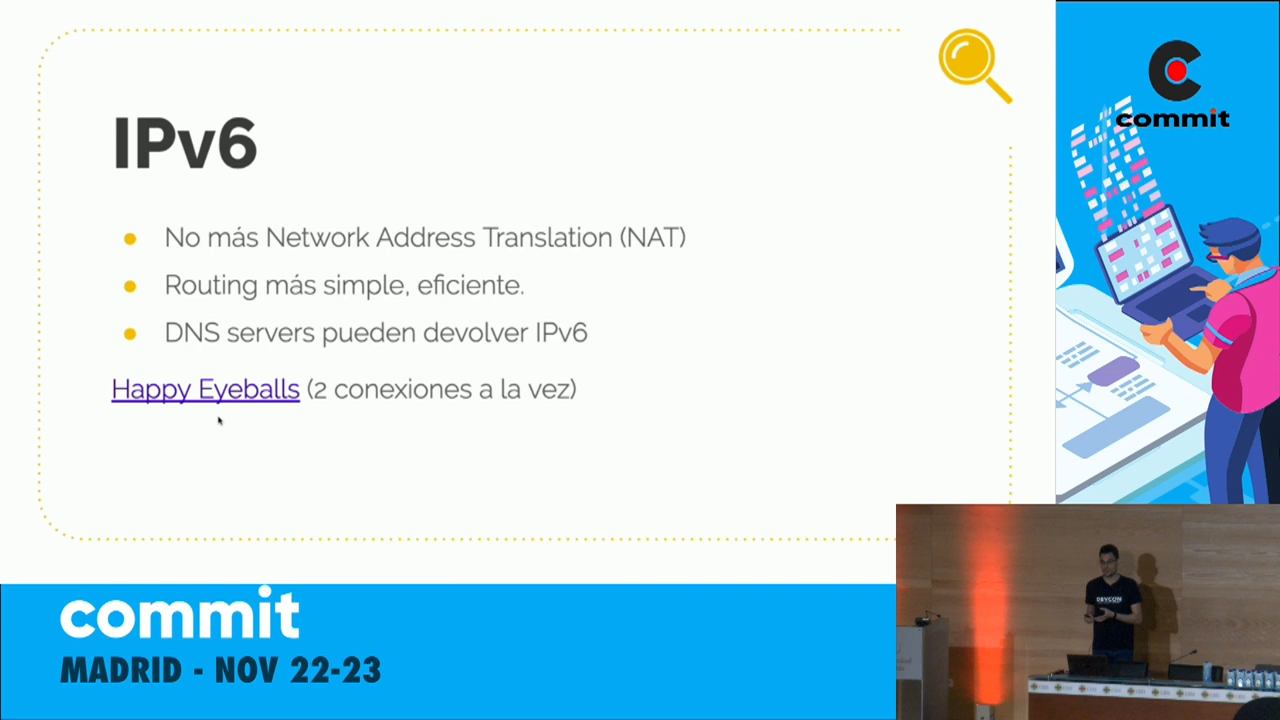 IPv6
No más Network Address Translation (NAT)
Routing más simple, eficiente.
DNS servers pueden devolver IPv6
Happy Eyeballs (2 conexiones a la vez)
commit
commit
MADRID - NOV 22-23
DEVCON